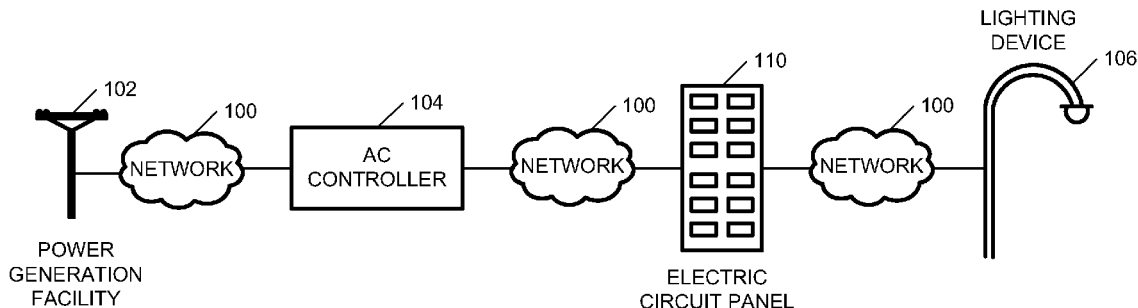 LIGHTING
DEVICE
102
100
104
100
110
100
106
NETWORK
AC
CONTROLLER
NETWORK
NETWORK
POWER
GENERATION
FACILITY
ELECTRIC
CIRCUIT PANEL